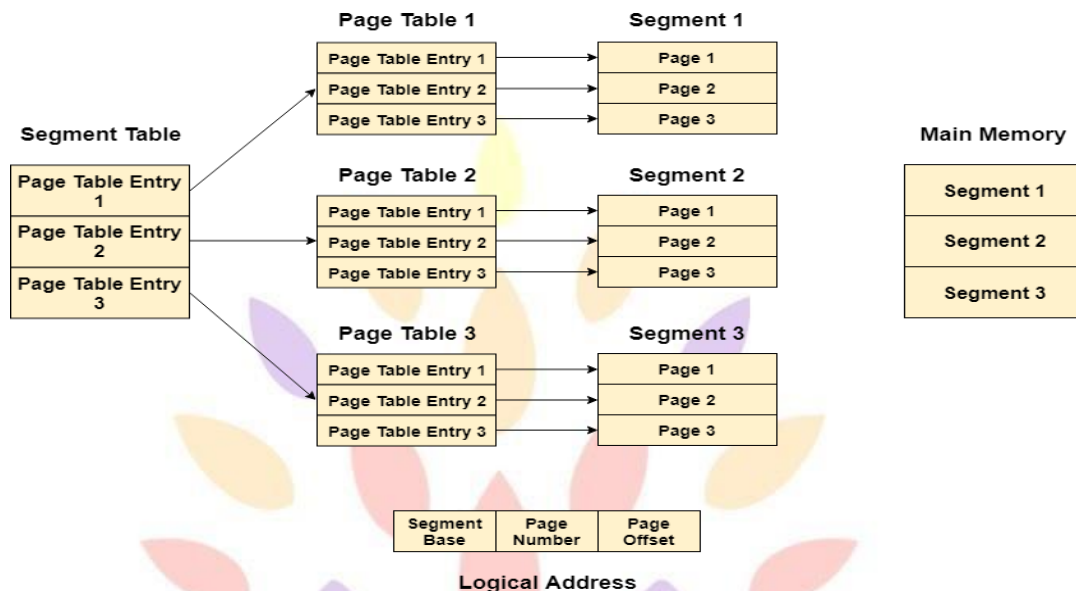 Segment Table
Page Table Entry
1
Page Table Entry
2
Page Table Entry
3
Page Table 1
Page Table Entry 1
Page Table Entry 2
Page Table Entry 3
Segment 1
Page 1
Page 2
Page 3
Page Table 2
Page Table Entry 1
Page Table Entry 2
Page Table Entry 3
Segment 2
Page 1
Page 2
Page 3
Page Table 3
Page Table Entry 1
Page Table Entry 2
Page Table Entry 3
Segment 3
Page 1
Page 2
Page 3
Main Memory
Segment 1
Segment 2
Segment 3
Segment
Base
Page
Number
Page
Offset
Logical Address